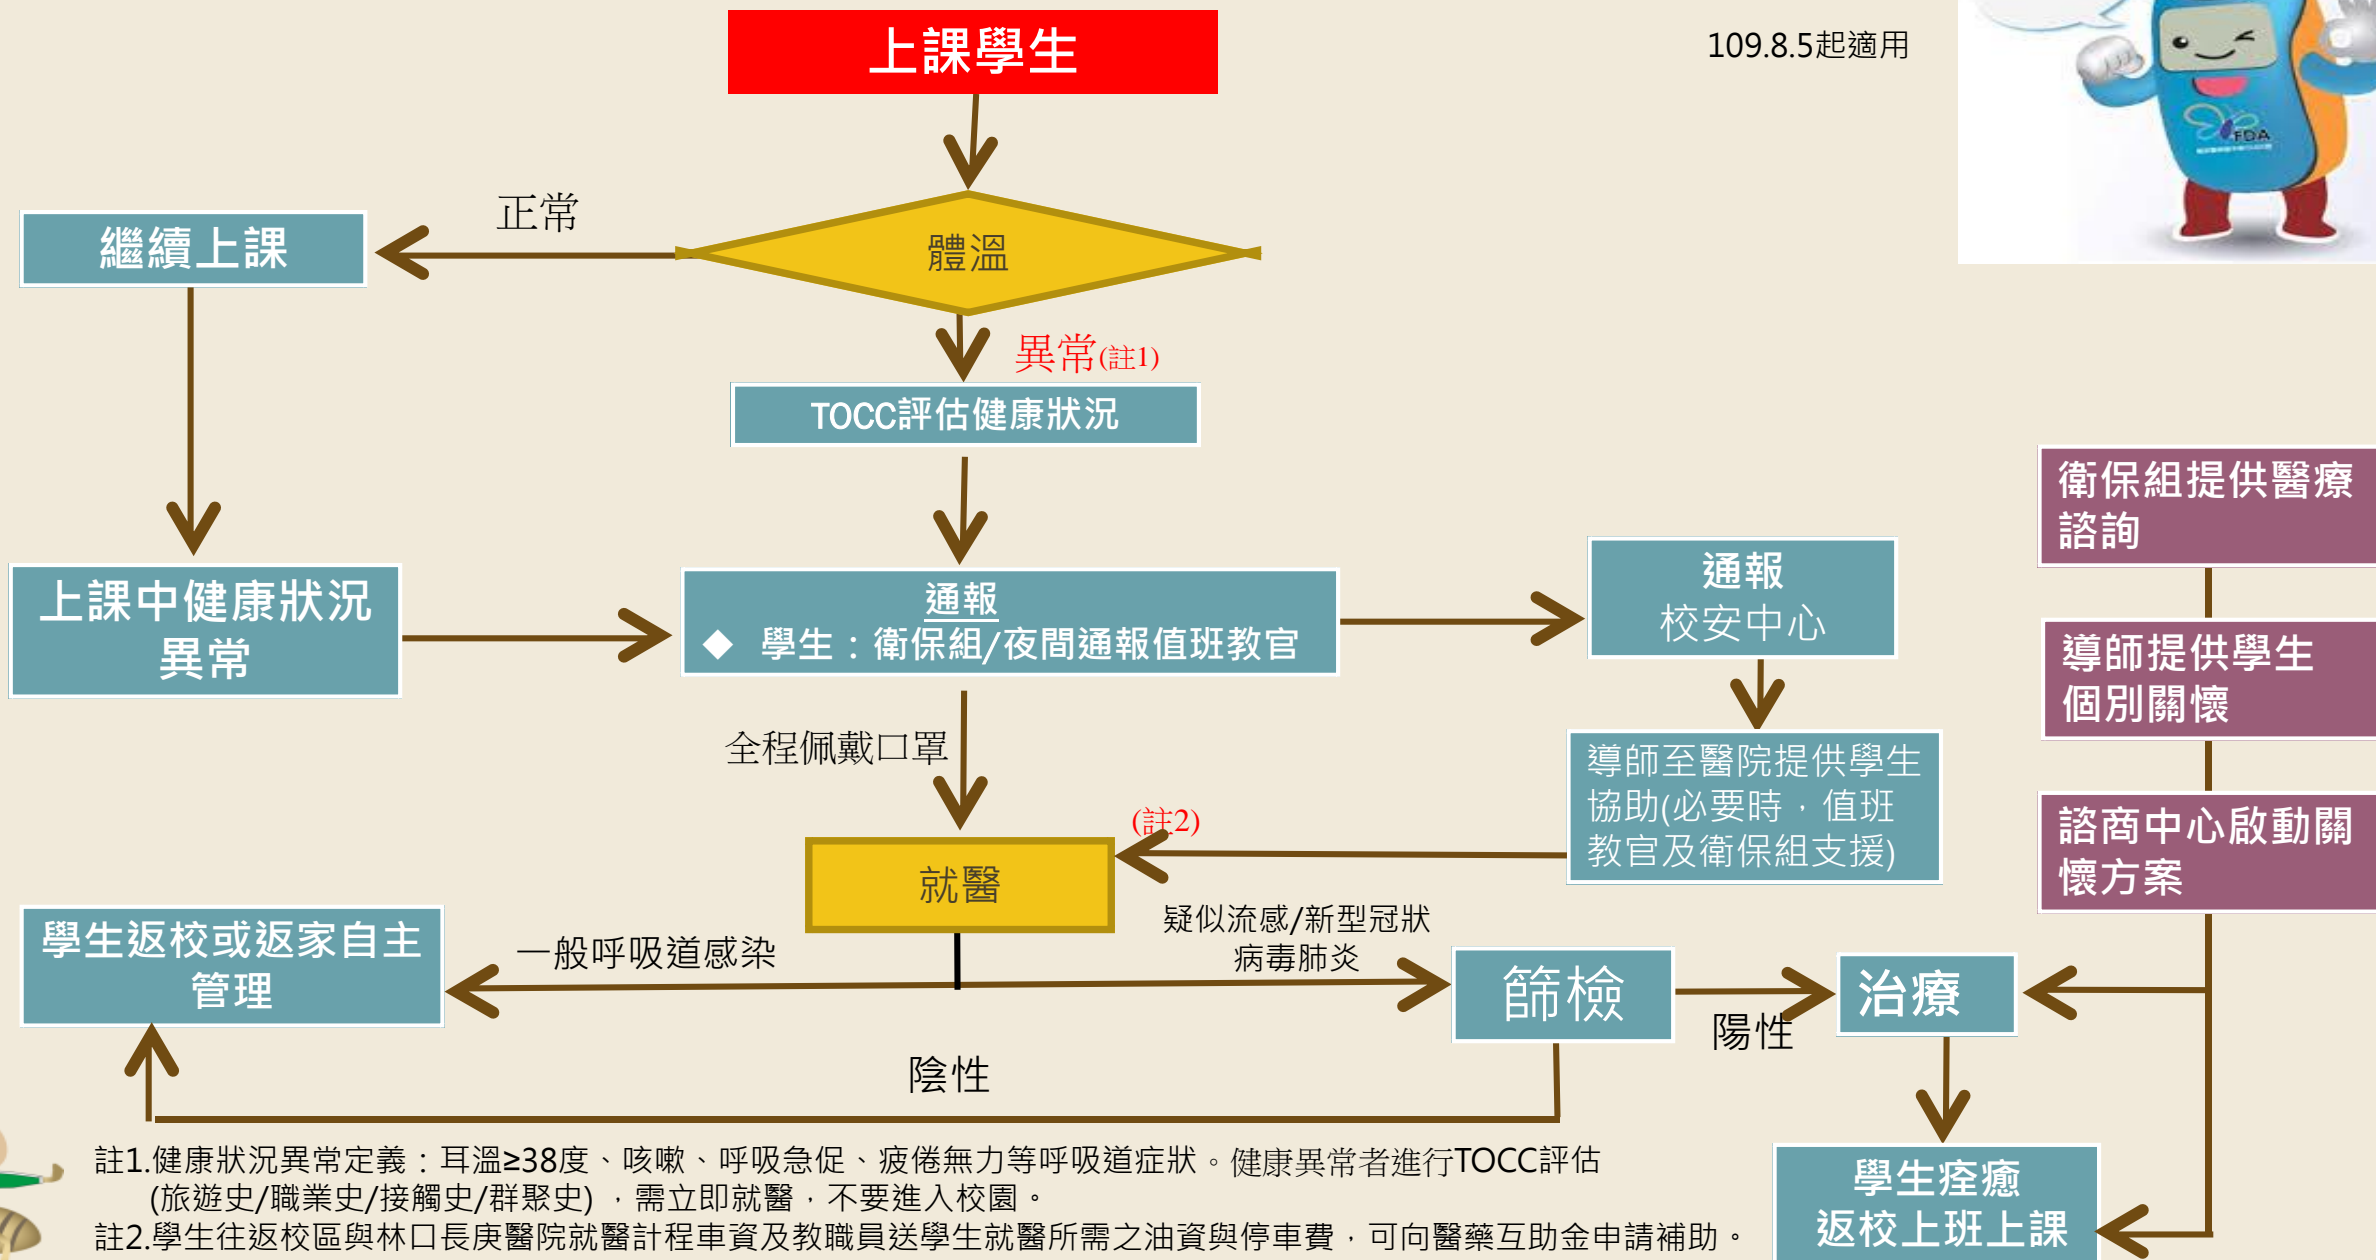 上課學生
109.8.5起適用
FDA
正常
繼續上課
體溫
異常(註1)
TOCC評估健康狀況
衛保組提供醫療
諮詢
上課中健康狀況
異常
通報
◆ 學生：衛保組/夜間通報值班教官
通報
校安中心
導師提供學生
個別關懷
全程佩戴口罩
導師至醫院提供學生
協助(必要時，值班
教官及衛保組支援)
(註2)
諮商中心啟動關
懷方案
就醫
學生返校或返家自主
管理
一般呼吸道感染
疑似流感/新型冠狀
病毒肺炎
篩檢
治療
陽性
陰性
註1.健康狀況異常定義：耳溫≥38度、咳嗽、呼吸急促、疲倦無力等呼吸道症狀。健康異常者進行TOCC評估
(旅遊史/職業史/接觸史/群聚史) ，需立即就醫，不要進入校園。
註2.學生往返校區與林口長庚醫院就醫計程車資及教職員送學生就醫所需之油資與停車費，可向醫藥互助金申請補助。
學生痊癒
返校上班上課